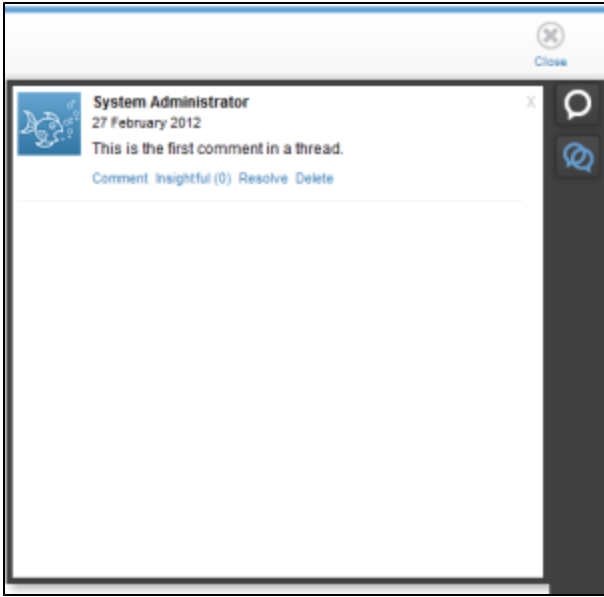 Close
System Administrator
X
27 February 2012
This is the first comment in a thread.
Comment Insightful (0) Resolve Delete